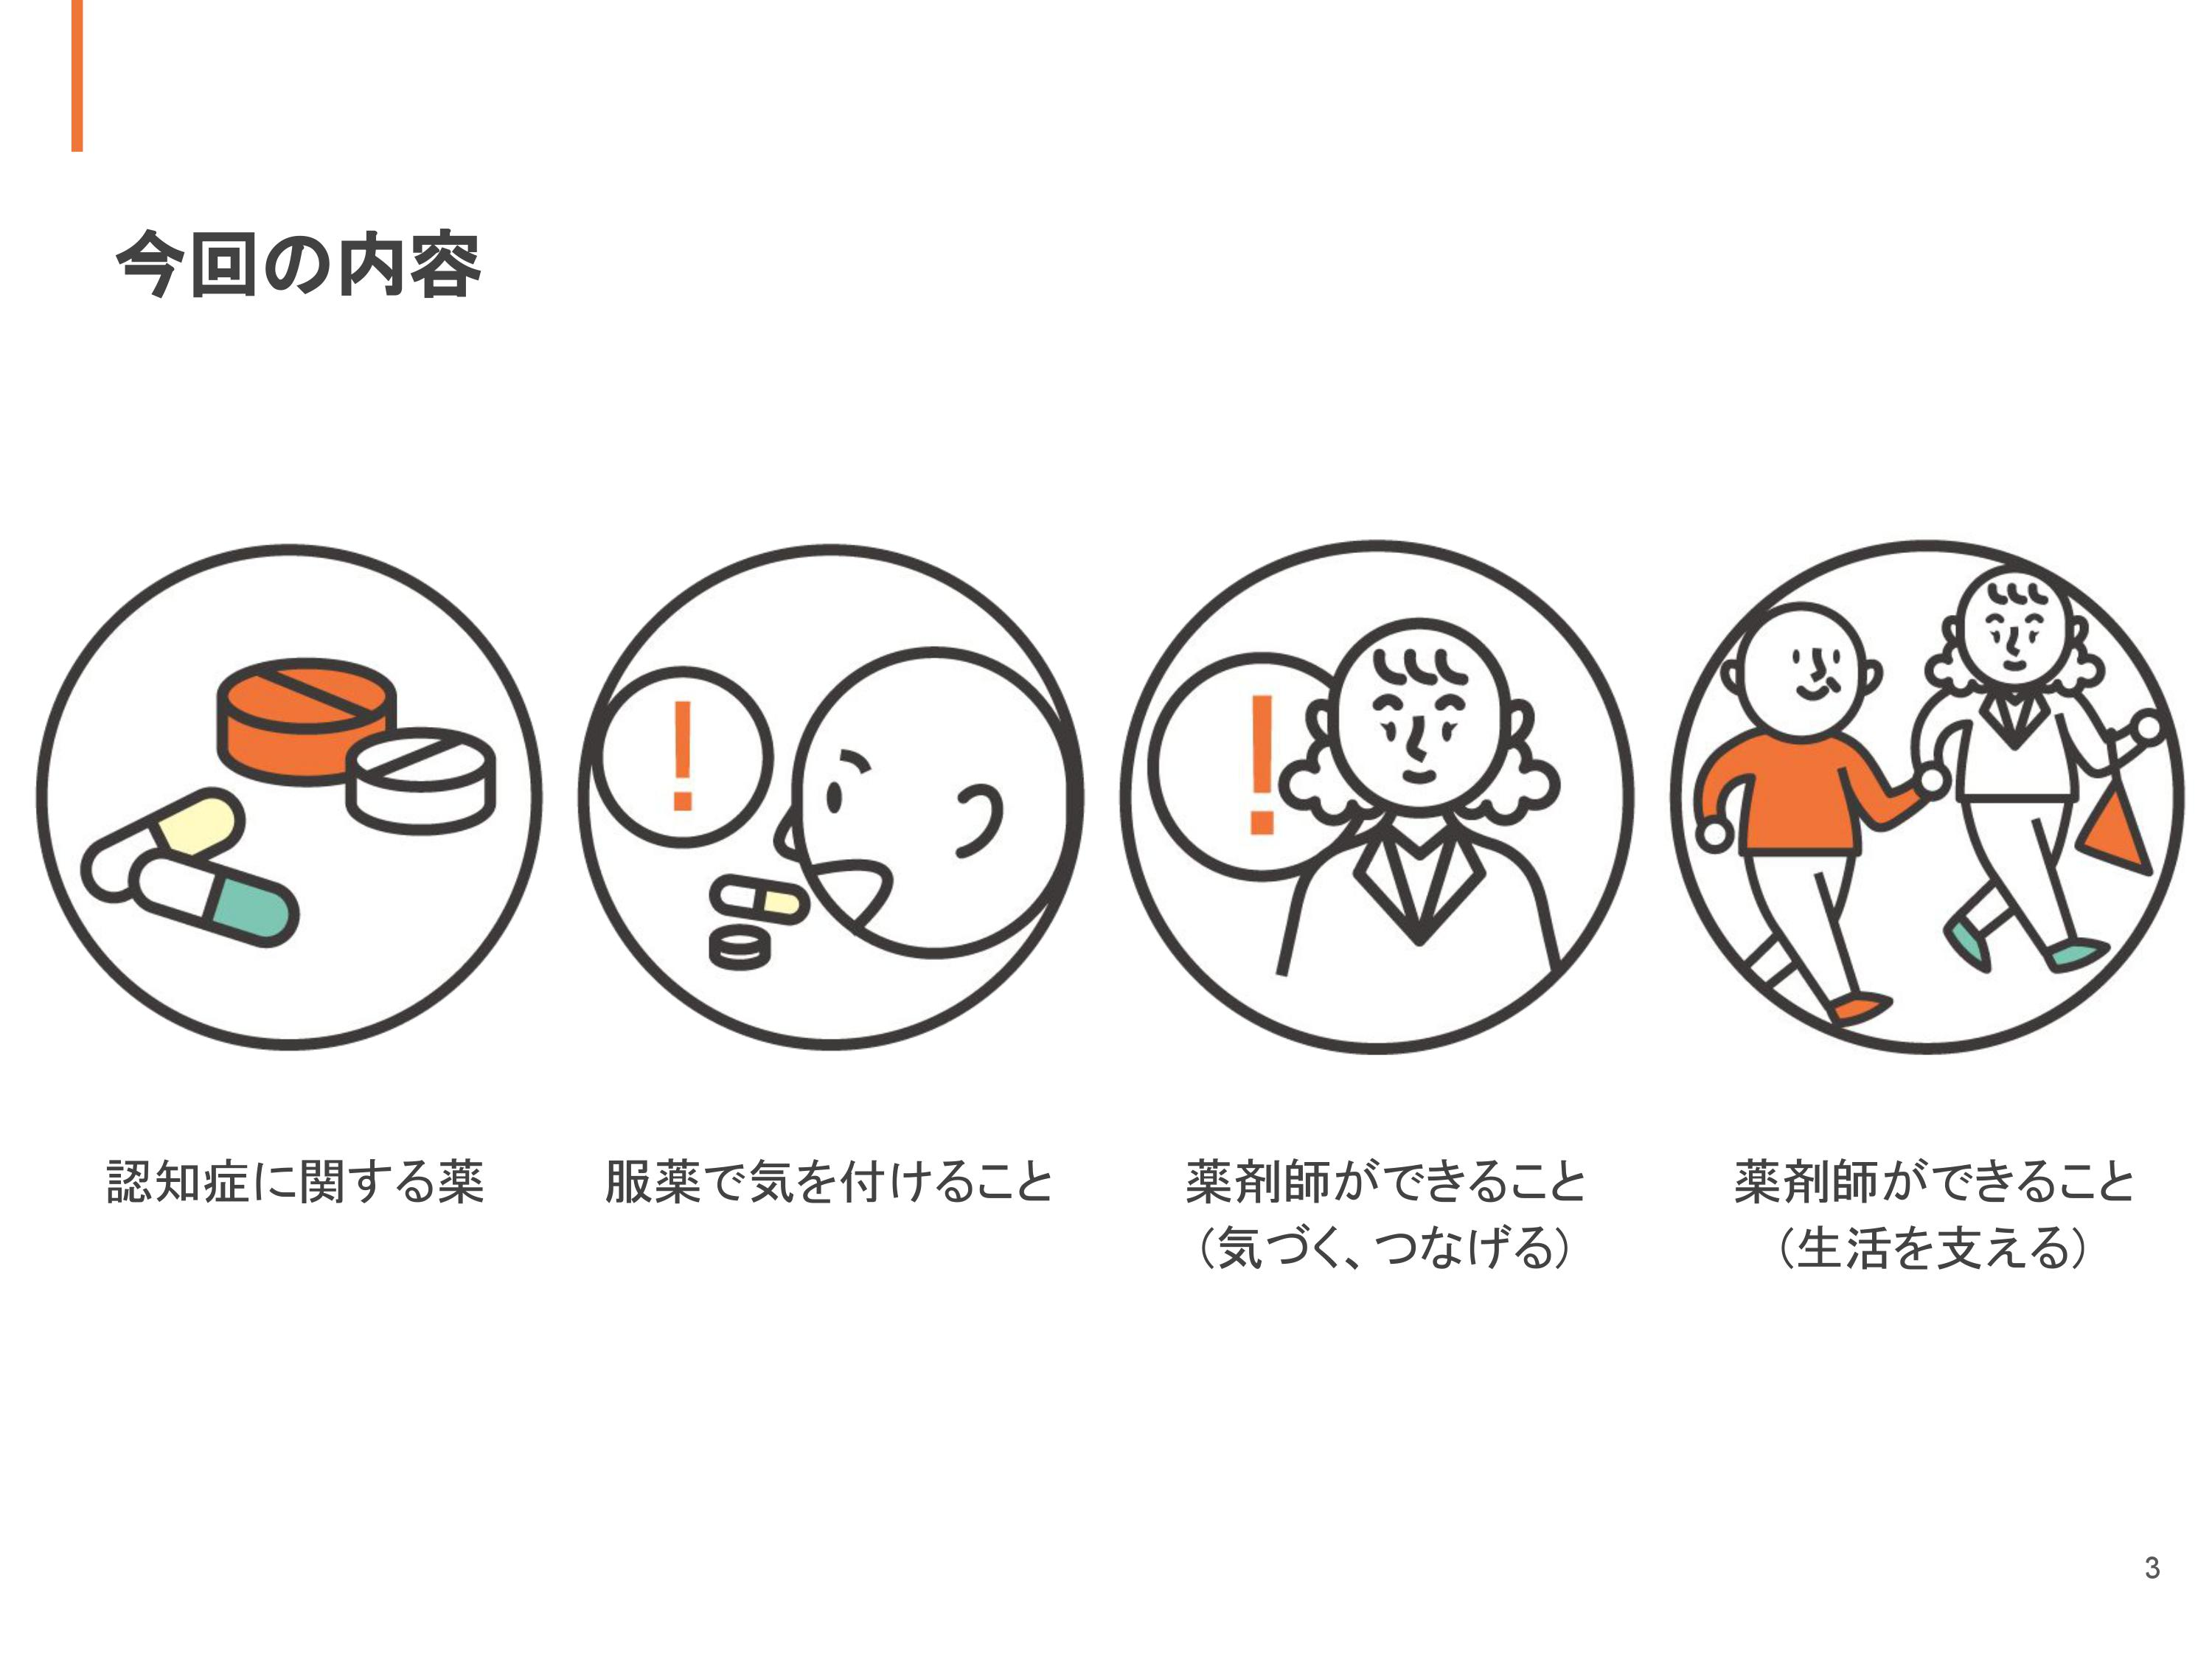 今回の内容
!
!
認知症に関する薬
服薬で気を付けること
薬剤師ができること
（気づく、つなげる）
薬剤師ができること
（生活を支える）
3